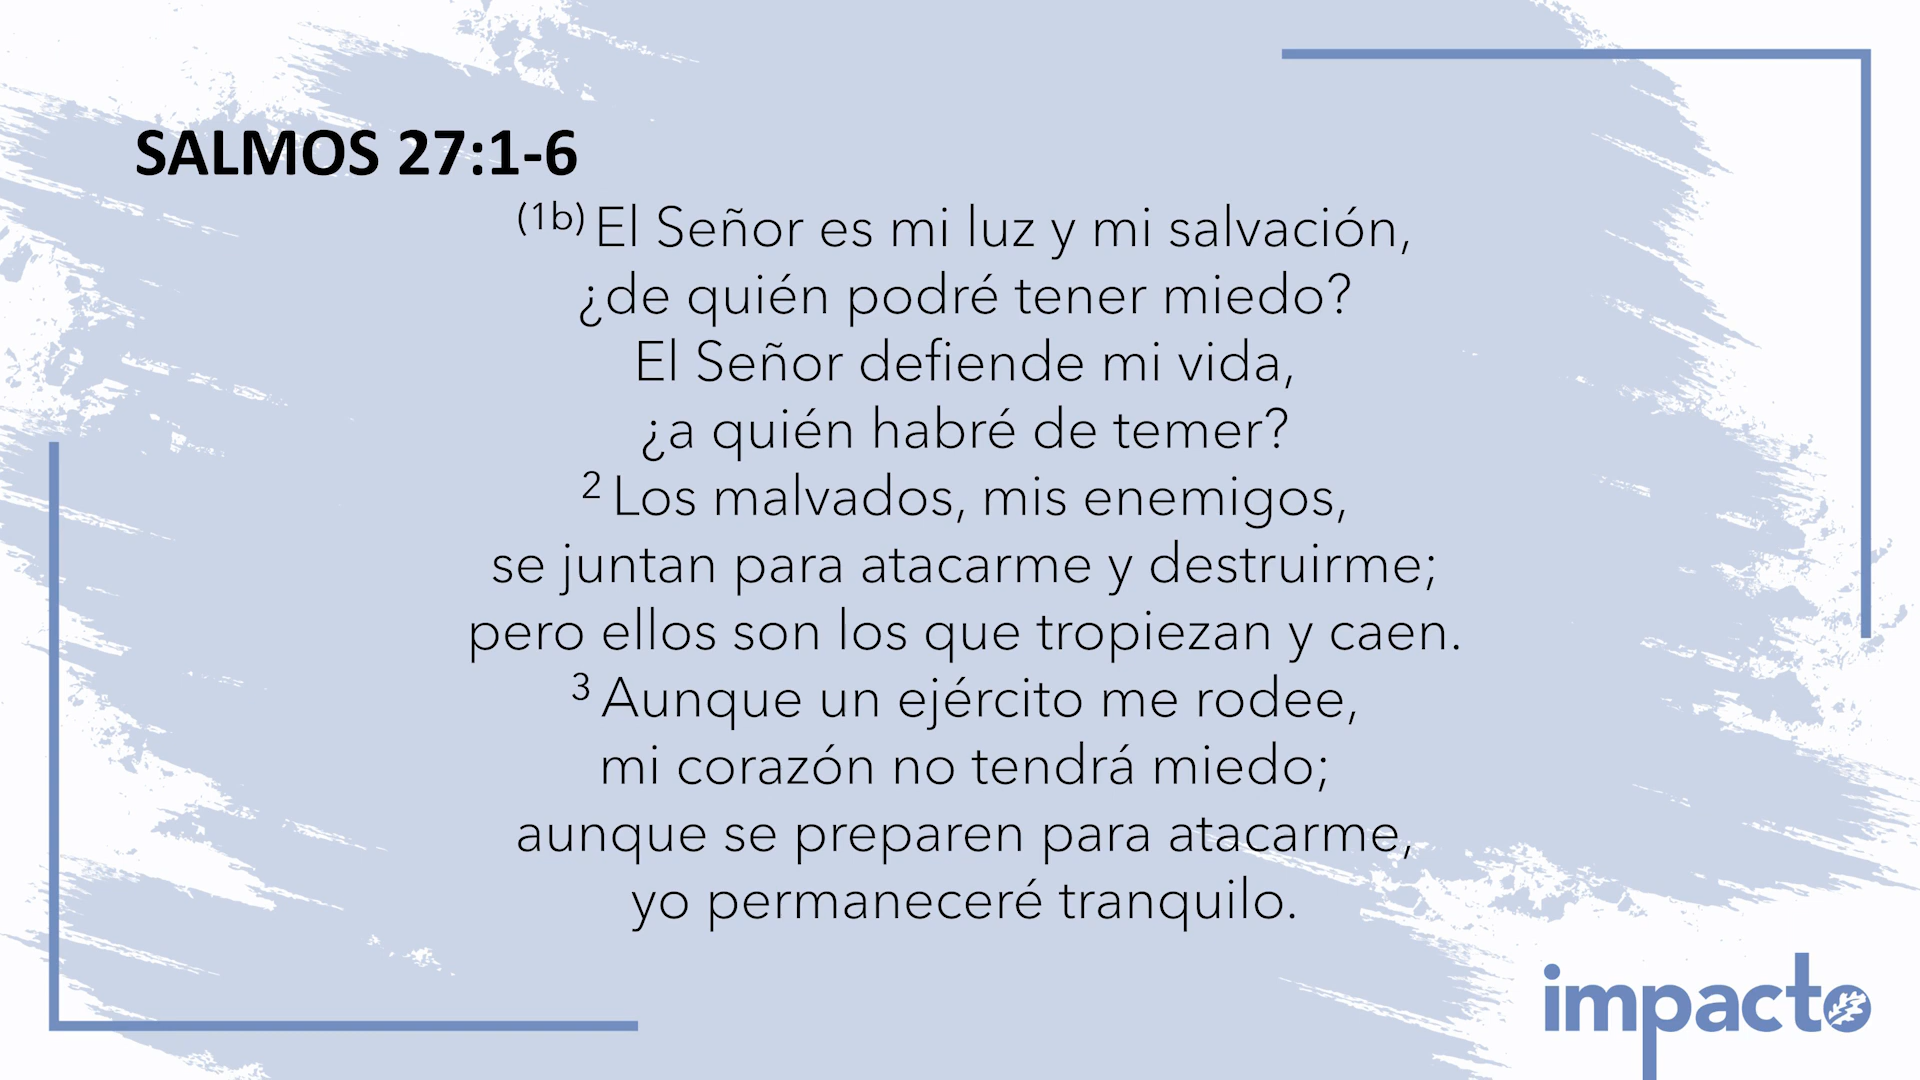 SALMOS 27:1-6
(1b) El Señor es mi luz y mi salvación,
¿de quién podré tener miedo?
El Señor defiende mi vida,
¿a quién habré de temer?
2 Los malvados, mis enemigos,
se juntan para atacarme y destruirme;
pero ellos son los que tropiezan y caen.
3 Aunque un ejército me rodee,
mi corazón no tendrá miedo;
aunque se preparen para atacarme,
yo permaneceré tranquilo.
impacto